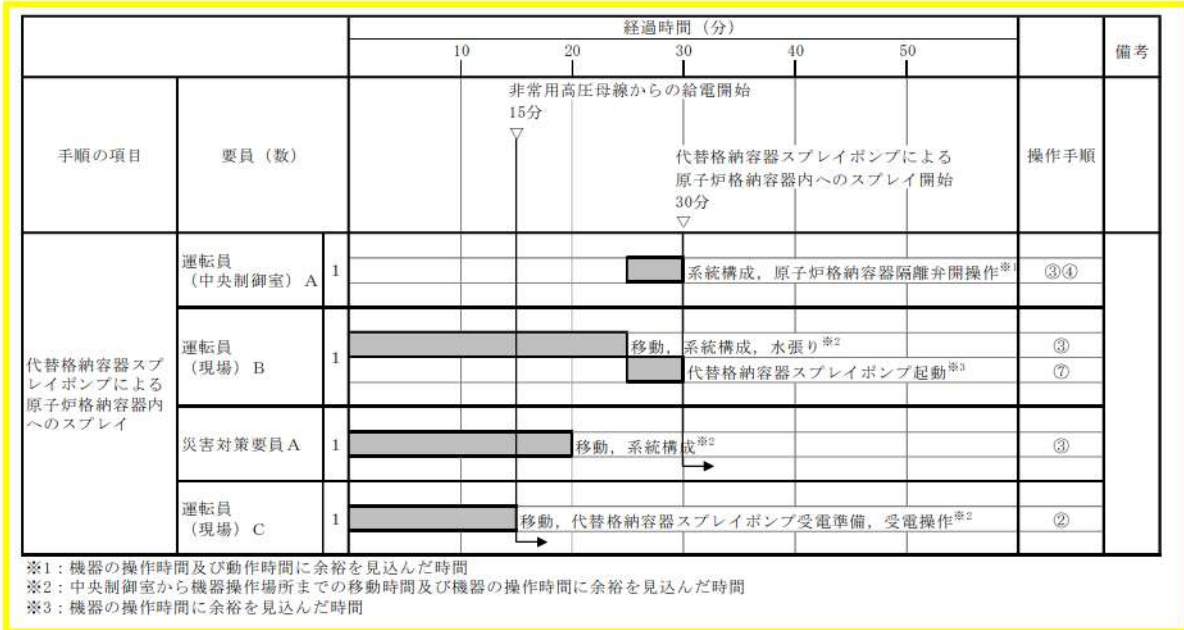 経過時間（分）
10 20 30 40 50
備考
手順の項目
要員（数）
操作手順
非常用高圧母線からの給電開始
15分
▽
代替格納容器スプレイポンプによる
原子炉格納容器内へのスプレイ開始
30分
▽
代替格納容器スプ
レイポンプによる
原子炉格納容器内
へのスプレイ
運転員
（中央制御室）A
1
系統構成，原子炉格納容器隔離弁開操作※1
③④
運転員
（現場）B
1
移動，系統構成，水張り※2
③
代替格納容器スプレイポンプ起動※3
⑦
災害対策要員A
1
移動，系統構成※2
③
運転員
（現場）C
1
移動，代替格納容器スプレイポンプ受電準備，受電操作※2
②
※1：機器の操作時間及び動作時間に余裕を見込んだ時間
※2：中央制御室から機器操作場所までの移動時間及び機器の操作時間に余裕を見込んだ時間
※3：機器の操作時間に余裕を見込んだ時間